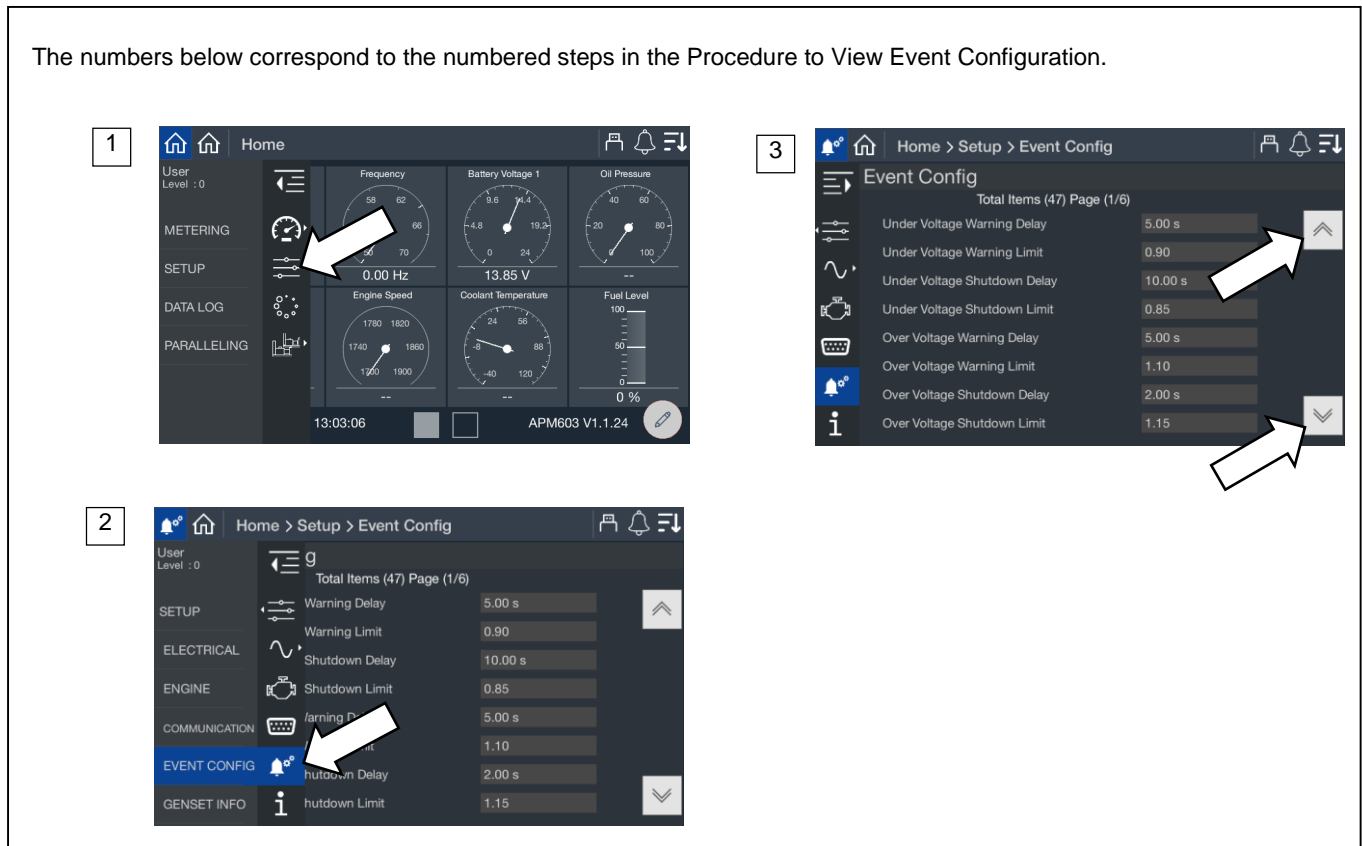 The numbers below correspond to the numbered steps in the Procedure to View Event Configuration.
1
Home
User
Level : 0
METERING
SETUP
DATA LOG
PARALLELING
Frequency
58 62
66
50 70
0.00 Hz
Battery Voltage 1
9.6 14.4
4.8 19.2
0 24
13.85 V
Oil Pressure
40 60
20 80
0 100
--
Engine Speed
1780 1820
1740 1860
1700 1900
--
Coolant Temperature
24 56
-8 88
-40 120
--
Fuel Level
100
50
0
0 %
13:03:06
APM603 V1.1.24
2
Home > Setup > Event Config
User
Level : 0
SETUP
ELECTRICAL
ENGINE
COMMUNICATION
EVENT CONFIG
GENSET INFO
g
Total Items (47) Page (1/6)
Warning Delay 5.00 s
Warning Limit 0.90
Shutdown Delay 10.00 s
Shutdown Limit 0.85
5.00 s
1.10
hutdown Delay 2.00 s
hutdown Limit 1.15
3
Home > Setup > Event Config
Event Config
Total Items (47) Page (1/6)
Under Voltage Warning Delay 5.00 s
Under Voltage Warning Limit 0.90
Under Voltage Shutdown Delay 10.00 s
Under Voltage Shutdown Limit 0.85
Over Voltage Warning Delay 5.00 s
Over Voltage Warning Limit 1.10
Over Voltage Shutdown Delay 2.00 s
Over Voltage Shutdown Limit 1.15